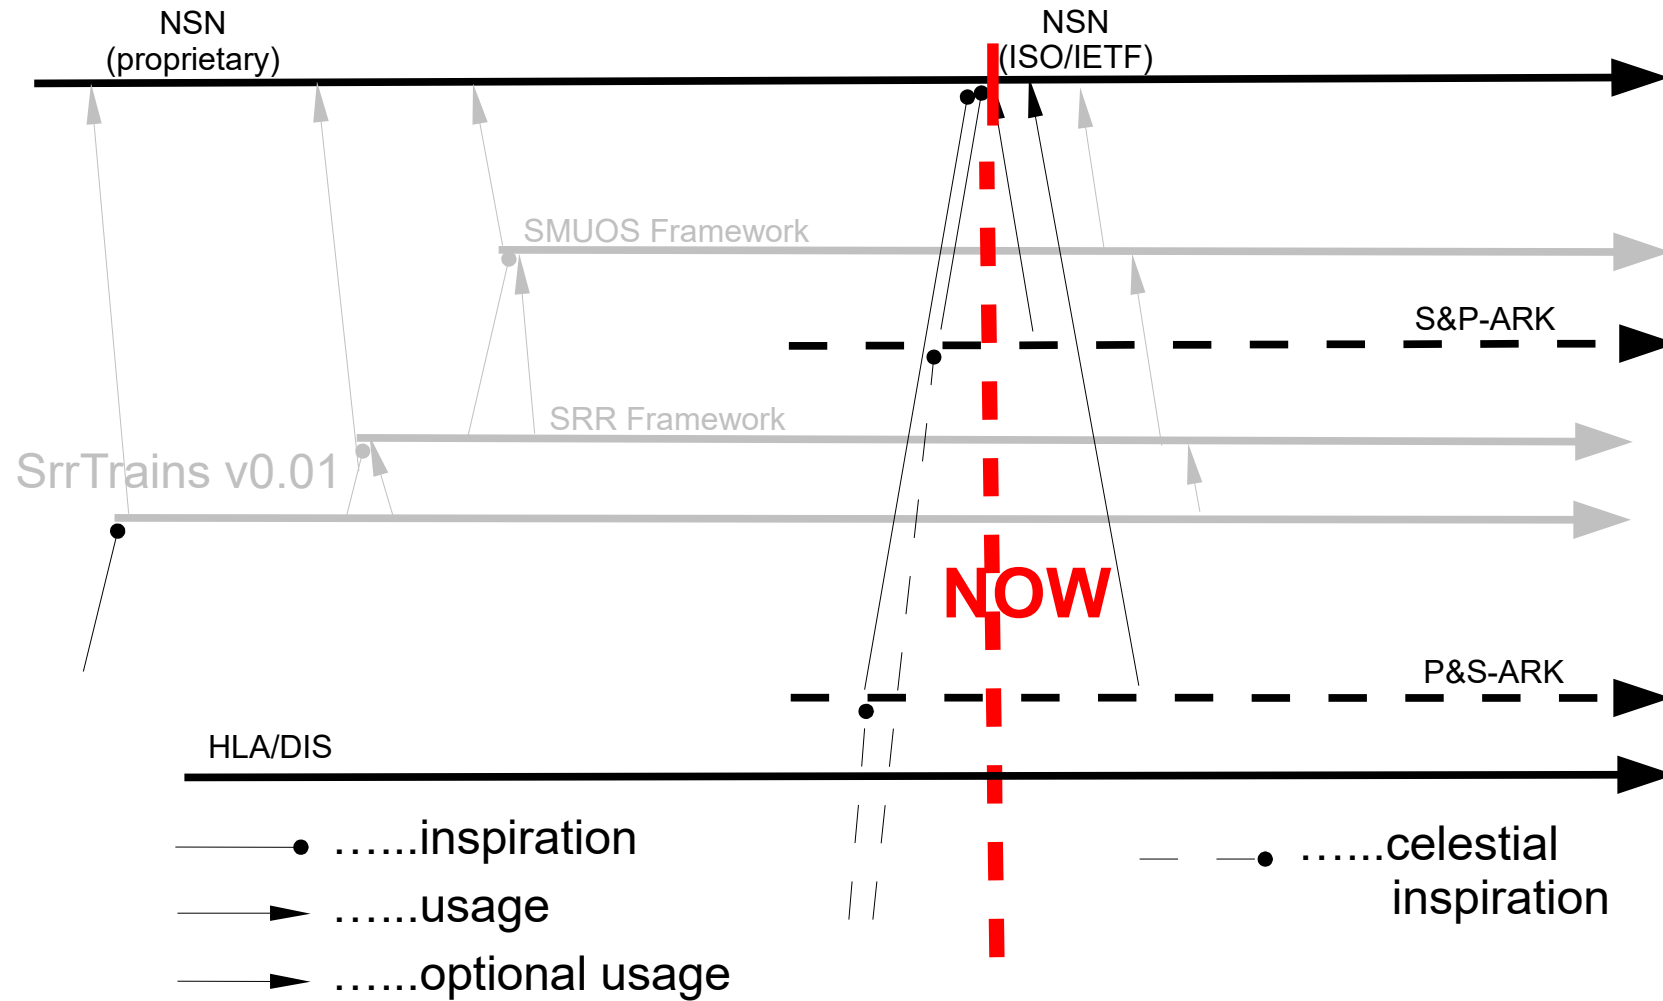 NSN
(proprietary)
NSN
(ISO/IETF)
SMUOS Framework
S&P-ARK
SRR Framework
SrrTrains v0.01
NOW
P&S-ARK
HLA/DIS
…...inspiration
…...celestial
inspiration
…...usage
…...optional usage